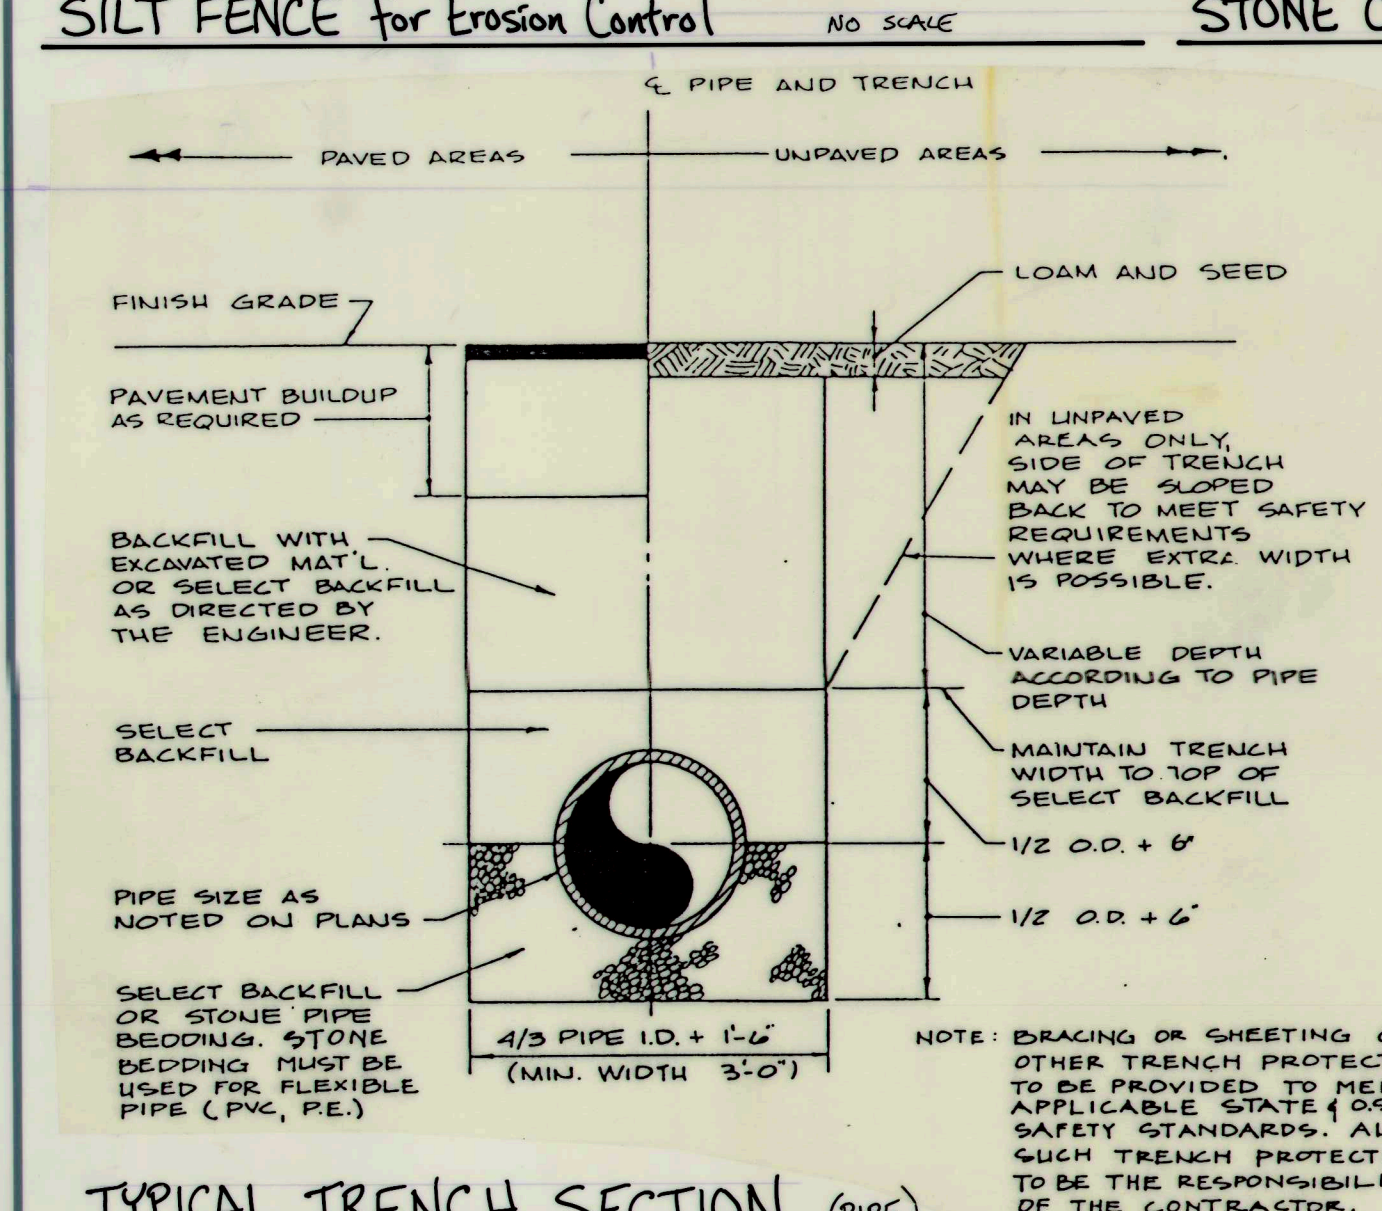 SILT FENCE for Erosion Control NO SCALE
STONE
℄ PIPE AND TRENCH
PAVED AREAS
UNPAVED AREAS
LOAM AND SEED
FINISH GRADE
PAVEMENT BUILDUP
AS REQUIRED
IN UNPAVED
AREAS ONLY,
SIDE OF TRENCH
MAY BE SLOPED
BACK TO MEET SAFETY
REQUIREMENTS
WHERE EXTRA WIDTH
IS POSSIBLE.
BACKFILL WITH
EXCAVATED MAT'L.
OR SELECT BACKFILL
AS DIRECTED BY
THE ENGINEER.
VARIABLE DEPTH
ACCORDING TO PIPE
DEPTH
SELECT
BACKFILL
MAINTAIN TRENCH
WIDTH TO TOP OF
SELECT BACKFILL
1/2 O.D. + 6"
PIPE SIZE AS
NOTED ON PLANS
1/2 O.D. + 6"
SELECT BACKFILL
OR STONE PIPE
BEDDING. STONE
BEDDING MUST BE
USED FOR FLEXIBLE
PIPE (PVC, P.E.)
4/3 PIPE I.D. + 1'-6"
(MIN. WIDTH 3'-0")
NOTE: BRACING OR SHEETING
OTHER TRENCH PROTECT
TO BE PROVIDED TO
APPLICABLE STATE &
SAFETY STANDARDS.
SUCH TRENCH PROTECT
TO BE THE RESPONSIBIL
OF THE CONTRACTOR.
TYPICAL TRENCH SECTION (PIPE)